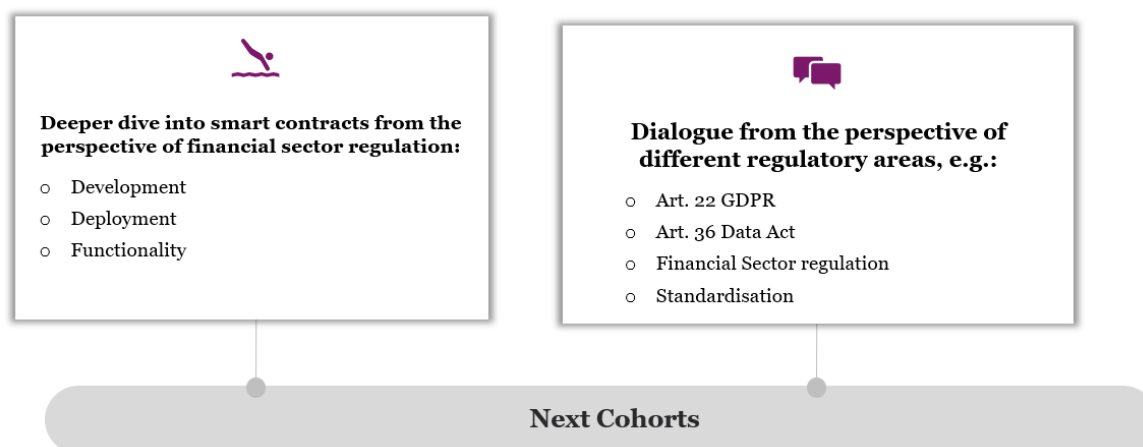 Deeper dive into smart contracts from the
perspective of financial sector regulation:
o Development
o Deployment
o Functionality
Dialogue from the perspective of
different regulatory areas, e.g.:
o Art. 22 GDPR
o Art. 36 Data Act
o Financial Sector regulation
o Standardisation
Next Cohorts